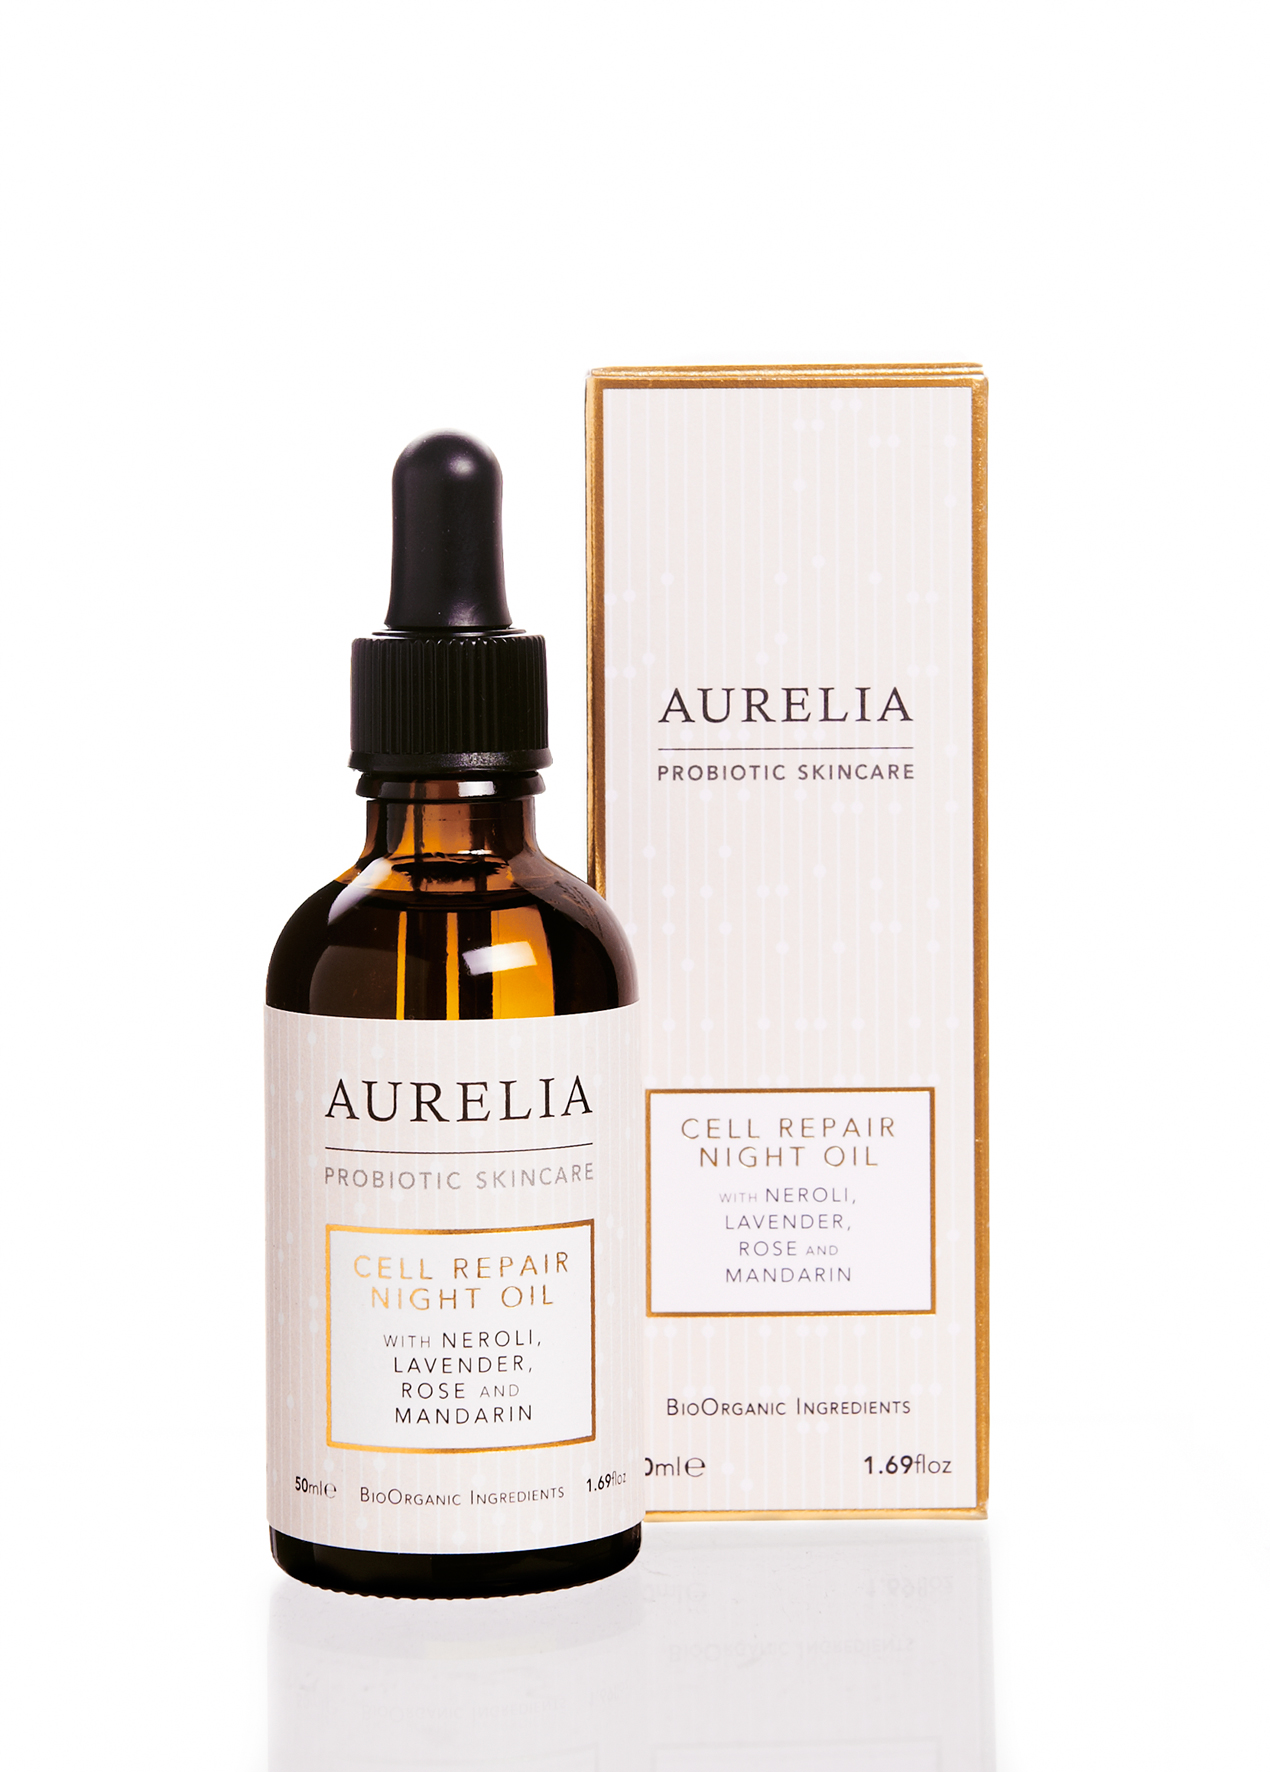 AURELIA
PROBIOTIC SKINCARE
CELL REPAIR
NIGHT OIL
WITH NEROLI,
LAVENDER,
ROSE AND
MANDARIN
50ml℮ BIOORGANIC INGREDIENTS 1.69floz
AURELIA
PROBIOTIC SKINCARE
CELL REPAIR
NIGHT OIL
WITH NEROLI,
LAVENDER,
ROSE AND
MANDARIN
BIOORGANIC INGREDIENTS
0ml℮ 1.69floz